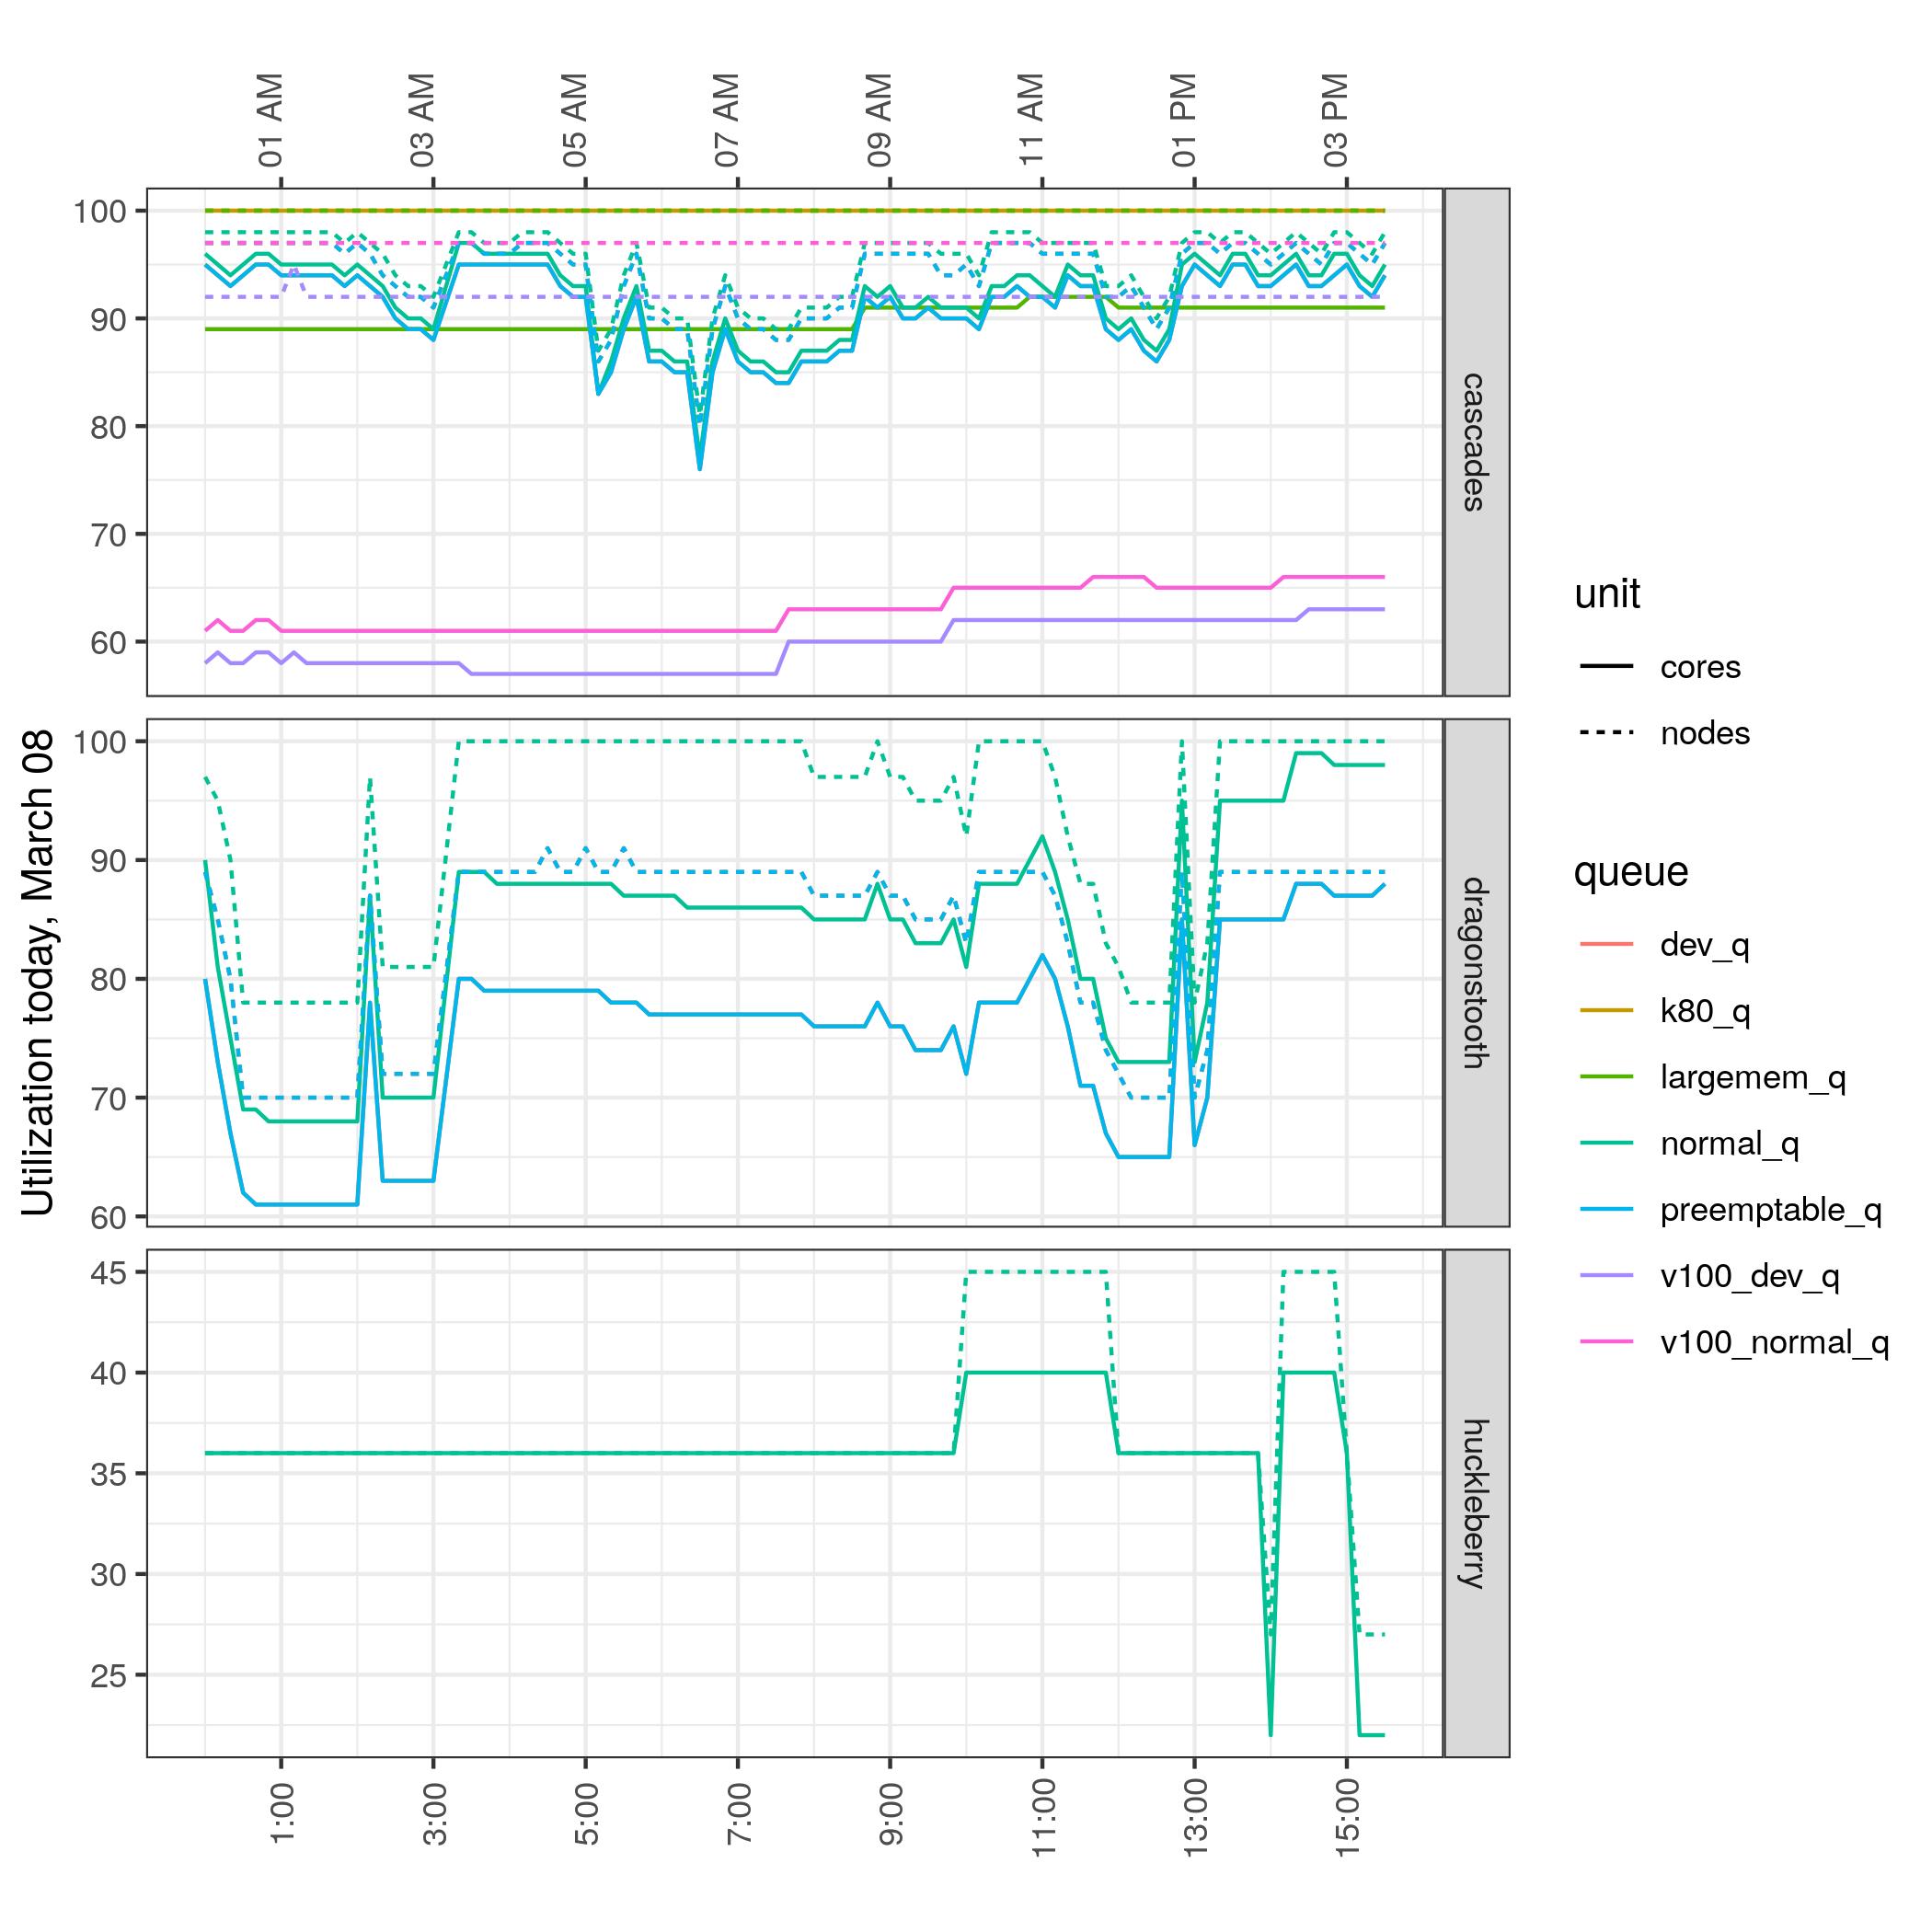 01 AM
03 AM
05 AM
07 AM
09 AM
11 AM
01 PM
03 PM
Utilization today, March 08
100
90
80
70
60
cascades
100
90
80
70
60
dragonstooth
45
40
35
30
25
huckleberry
1:00
3:00
5:00
7:00
9:00
11:00
13:00
15:00
unit
cores
nodes
queue
dev_q
k80_q
largemem_q
normal_q
preemptable_q
v100_dev_q
v100_normal_q